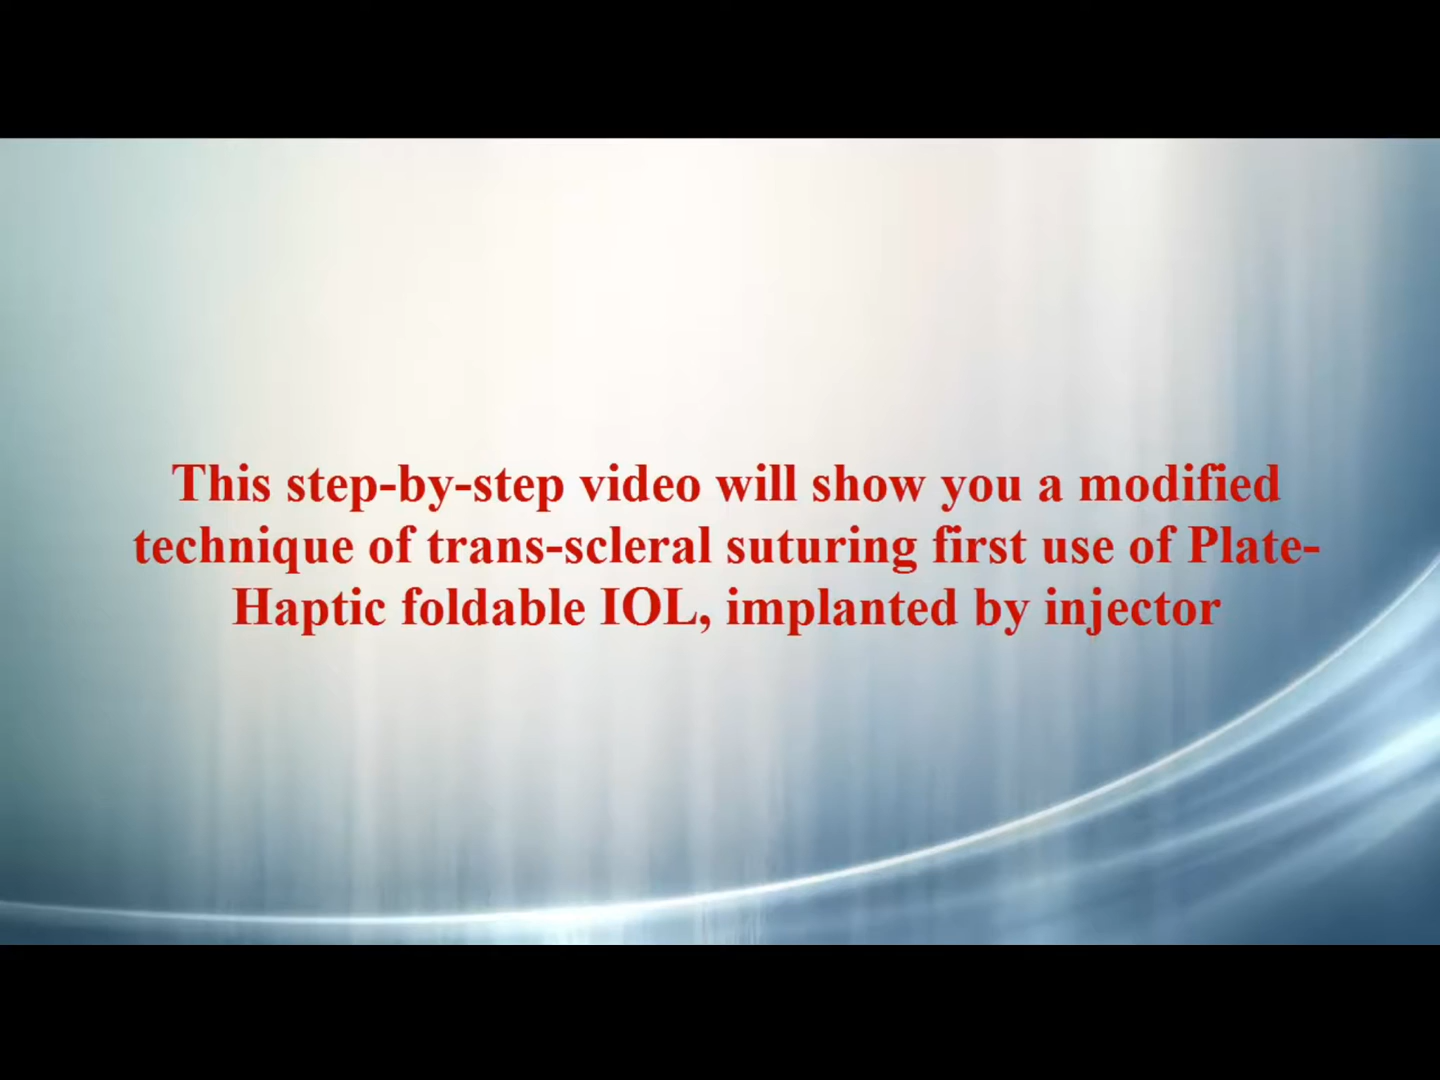 This step-by-step video will show you a modified
technique of trans-scleral suturing first use of Plate-
Haptic foldable IOL, implanted by injector